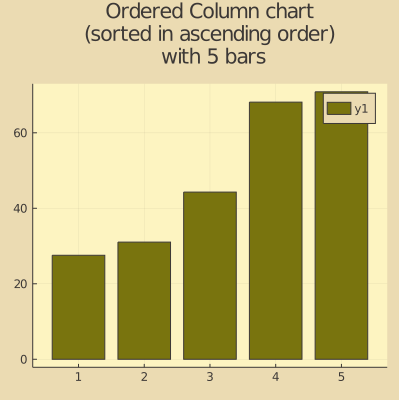 Ordered Column chart
(sorted in ascending order)
with 5 bars
y1
60
40
20
0
1 2 3 4 5